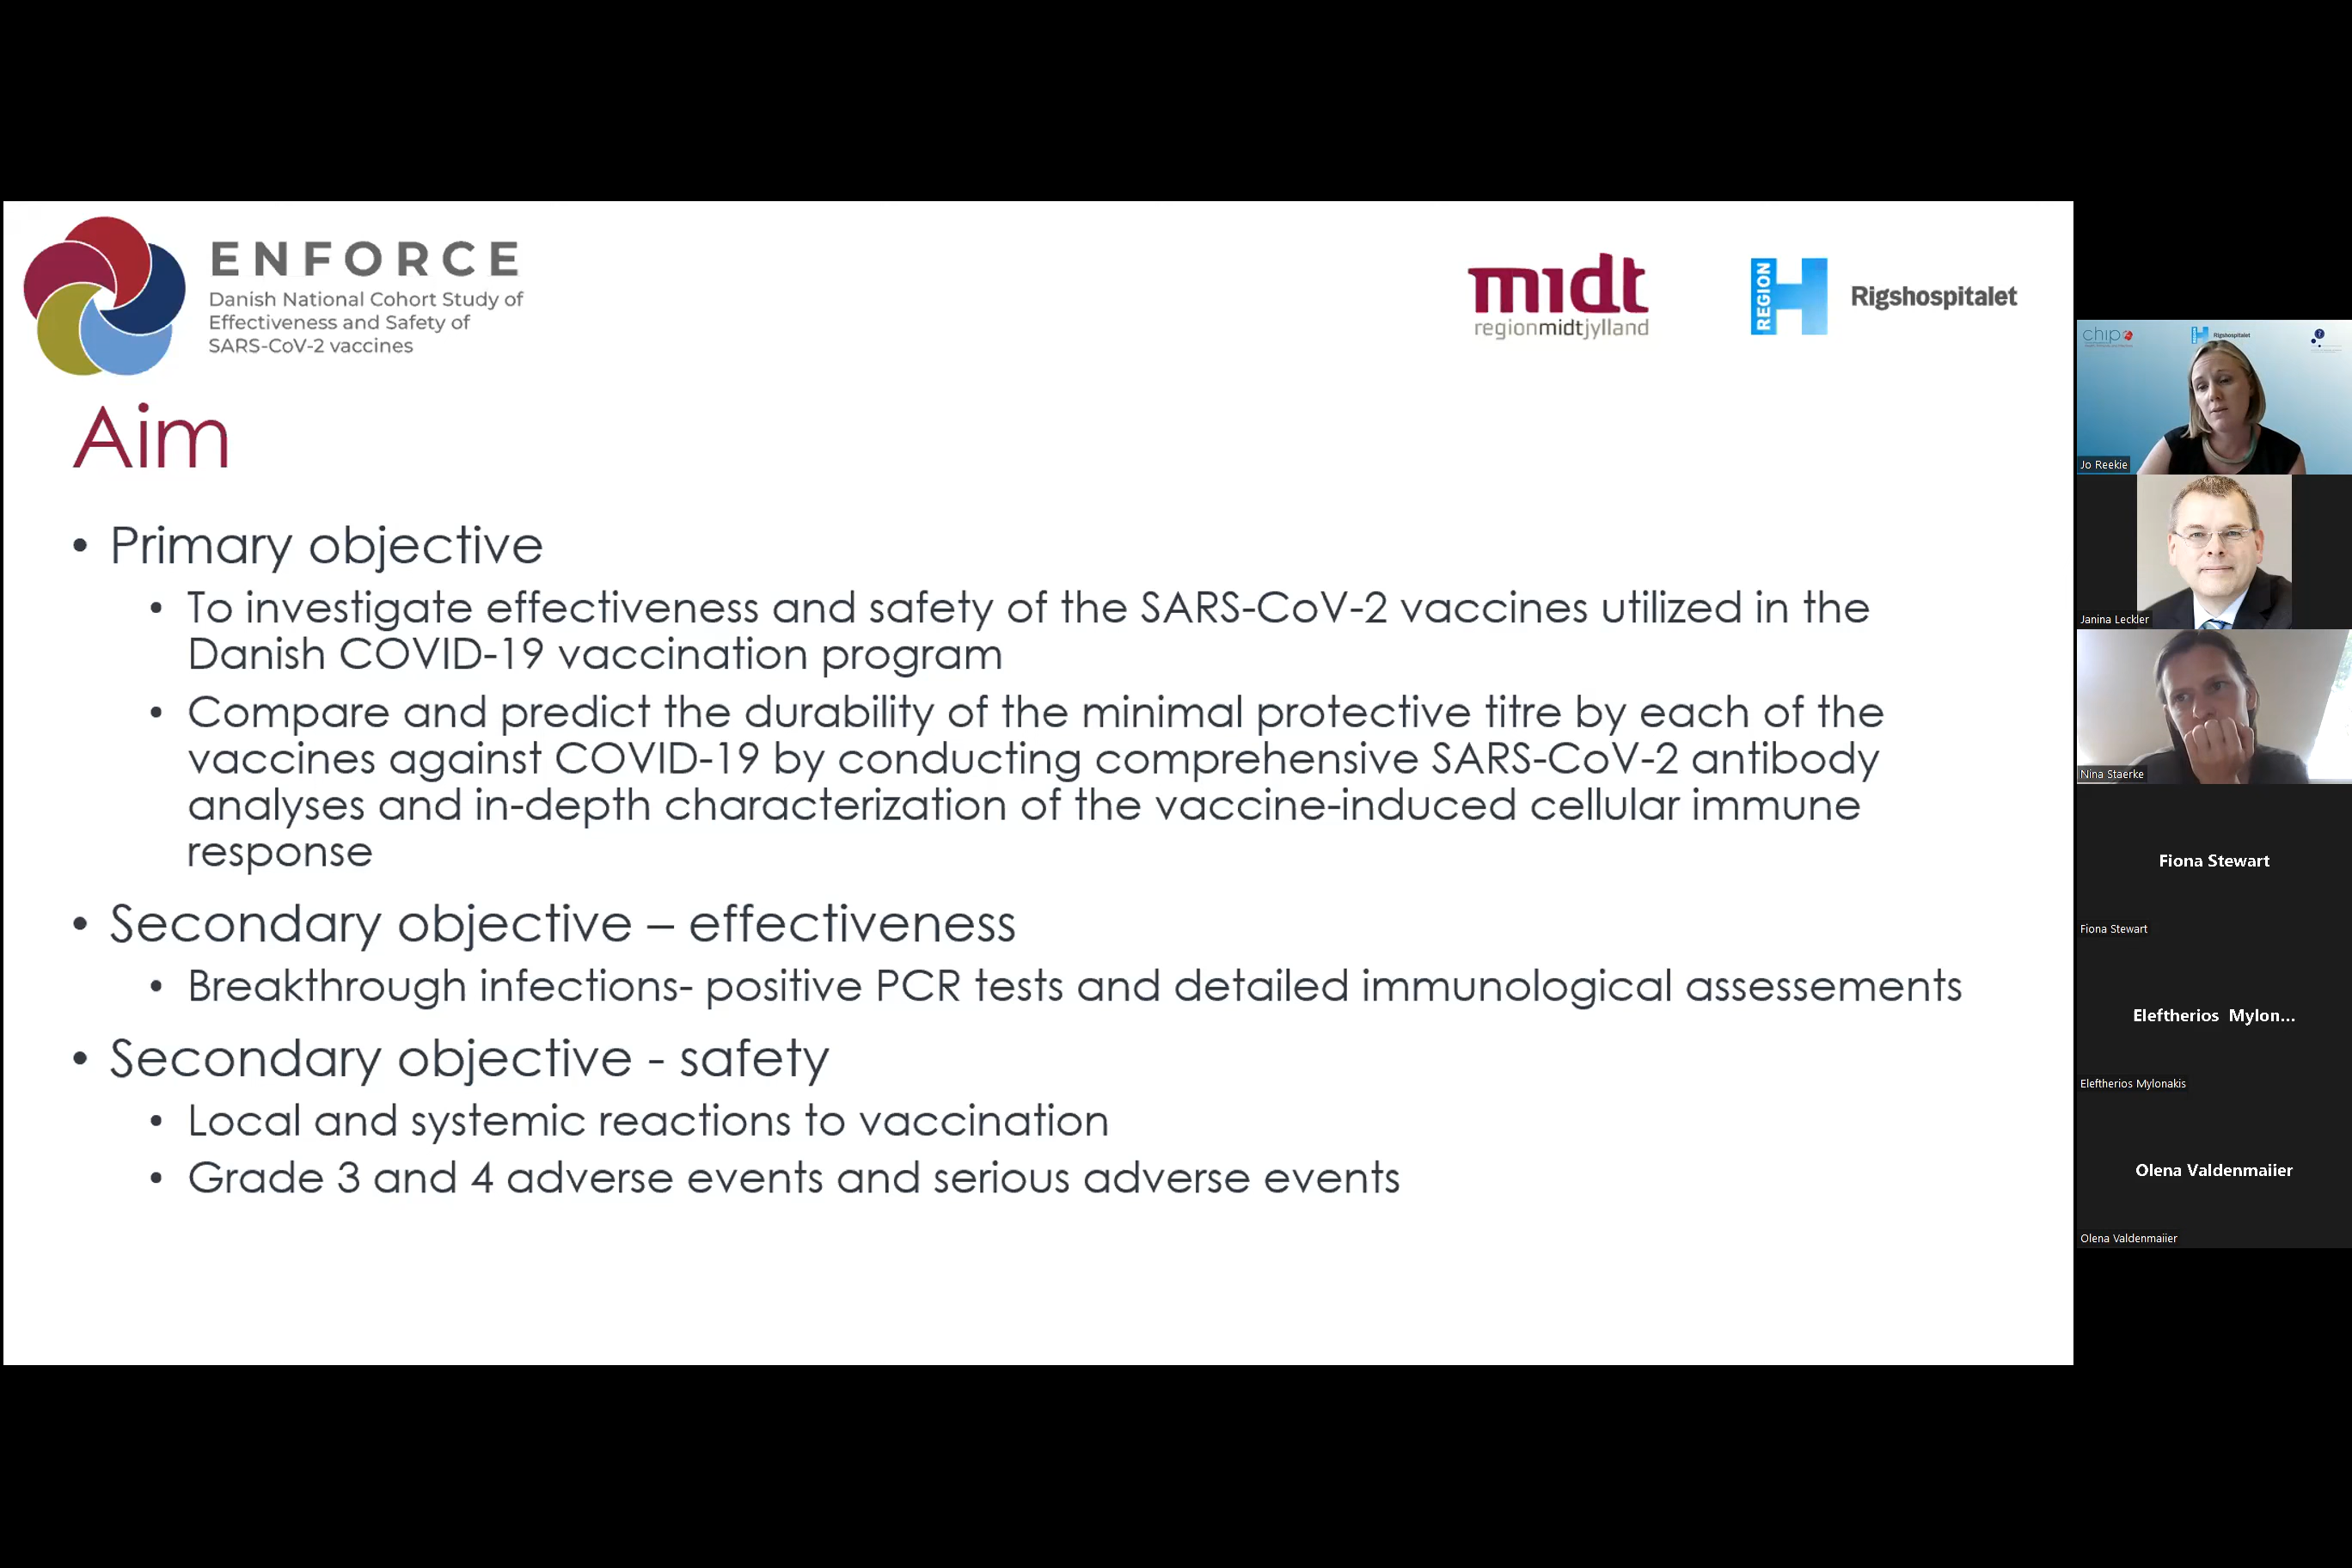 ENFORCE
Danish National Cohort Study of
Effectiveness and Safety of
SARS-CoV-2 vaccines
midt
regionmidtjylland
REGION H
Rigshospitalet
Aim
• Primary objective
• To investigate effectiveness and safety of the SARS-CoV-2 vaccines utilized in the
Danish COVID-19 vaccination program
• Compare and predict the durability of the minimal protective titre by each of the
vaccines against COVID-19 by conducting comprehensive SARS-CoV-2 antibody
analyses and in-depth characterization of the vaccine-induced cellular immune
response
• Secondary objective – effectiveness
• Breakthrough infections- positive PCR tests and detailed immunological assessements
• Secondary objective - safety
• Local and systemic reactions to vaccination
• Grade 3 and 4 adverse events and serious adverse events
chip
Rigshospitalet
Jo Reekie
Janina Leckler
Nina Staerke
Fiona Stewart
Fiona Stewart
Eleftherios Mylon...
Eleftherios Mylonakis
Olena Valdenmaiier
Olena Valdenmaiier